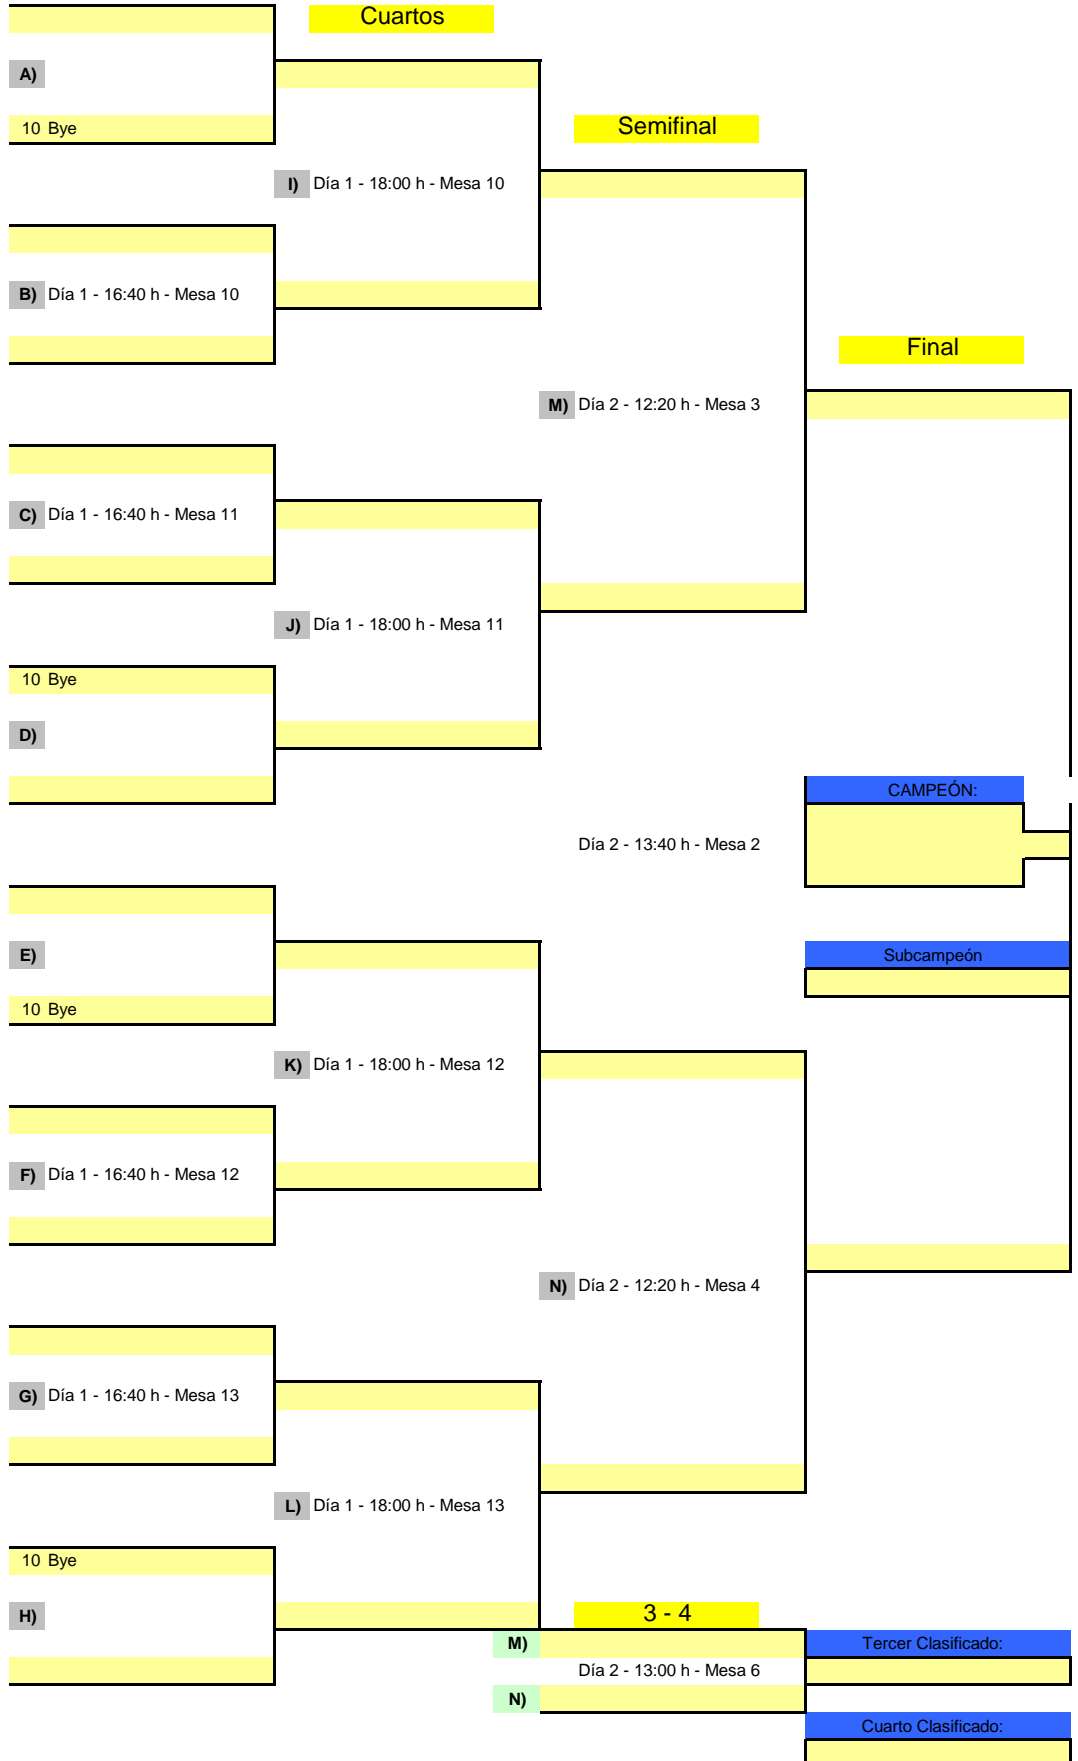 Cuartos
A)
10 Bye
Semifinal
I) Día 1 - 18:00 h - Mesa 10
B) Día 1 - 16:40 h - Mesa 10
Final
M) Día 2 - 12:20 h - Mesa 3
C) Día 1 - 16:40 h - Mesa 11
J) Día 1 - 18:00 h - Mesa 11
10 Bye
D)
CAMPEÓN:
Día 2 - 13:40 h - Mesa 2
E)
Subcampeón
10 Bye
K) Día 1 - 18:00 h - Mesa 12
F) Día 1 - 16:40 h - Mesa 12
N) Día 2 - 12:20 h - Mesa 4
G) Día 1 - 16:40 h - Mesa 13
L) Día 1 - 18:00 h - Mesa 13
10 Bye
H)
3 - 4
M)
Tercer Clasificado:
Día 2 - 13:00 h - Mesa 6
N)
Cuarto Clasificado: